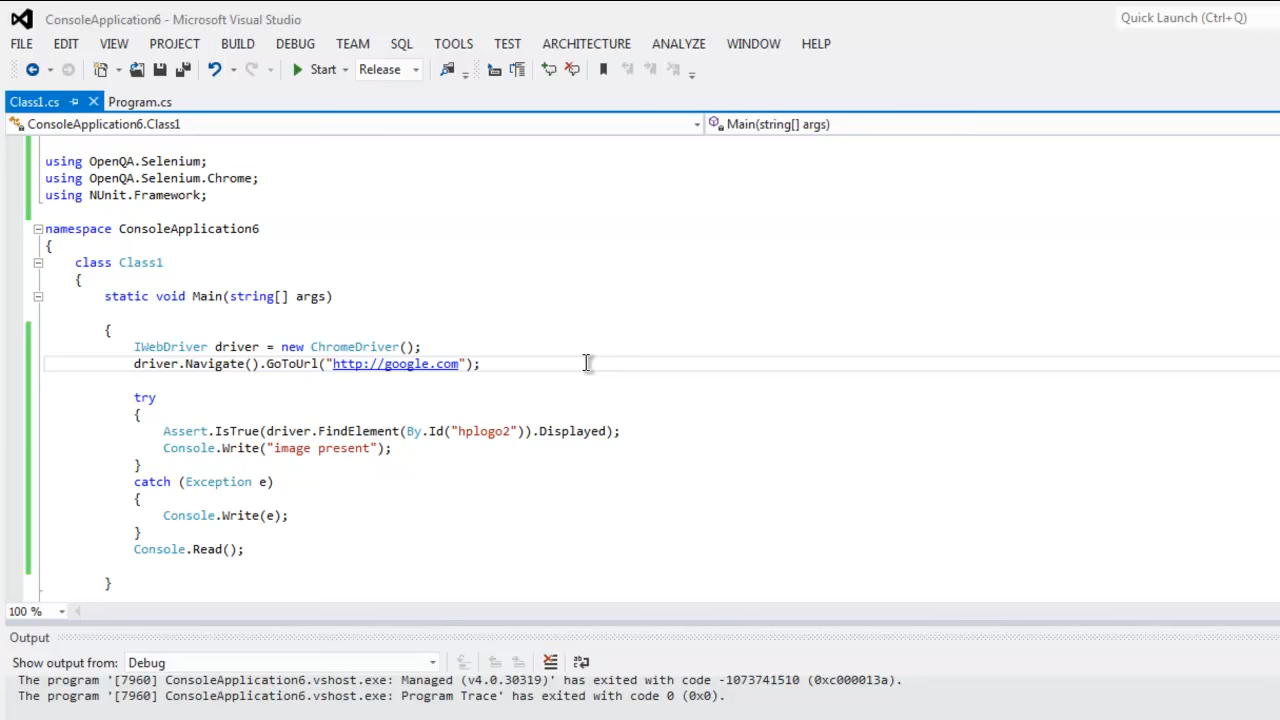 ConsoleApplication6 - Microsoft Visual Studio
Quick Launch (Ctrl+Q)
FILE EDIT VIEW PROJECT BUILD DEBUG TEAM SQL TOOLS TEST ARCHITECTURE ANALYZE WINDOW HELP
Start Release
Class1.cs Program.cs
ConsoleApplication6.Class1 Main(string[] args)
using OpenQA.Selenium;
using OpenQA.Selenium.Chrome;
using NUnit.Framework;
namespace ConsoleApplication6
{
class Class1
{
static void Main(string[] args)
{
IWebDriver driver = new ChromeDriver();
driver.Navigate().GoToUrl("http://google.com");
try
{
Assert.IsTrue(driver.FindElement(By.Id("hplogo2")).Displayed);
Console.Write("image present");
}
catch (Exception e)
{
Console.Write(e);
}
Console.Read();
}
100 %
Output
Show output from: Debug
The program '[7960] ConsoleApplication6.vshost.exe: Managed (v4.0.30319)' has exited with code -1073741510 (0xc000013a).
The program '[7960] ConsoleApplication6.vshost.exe: Program Trace' has exited with code 0 (0x0).